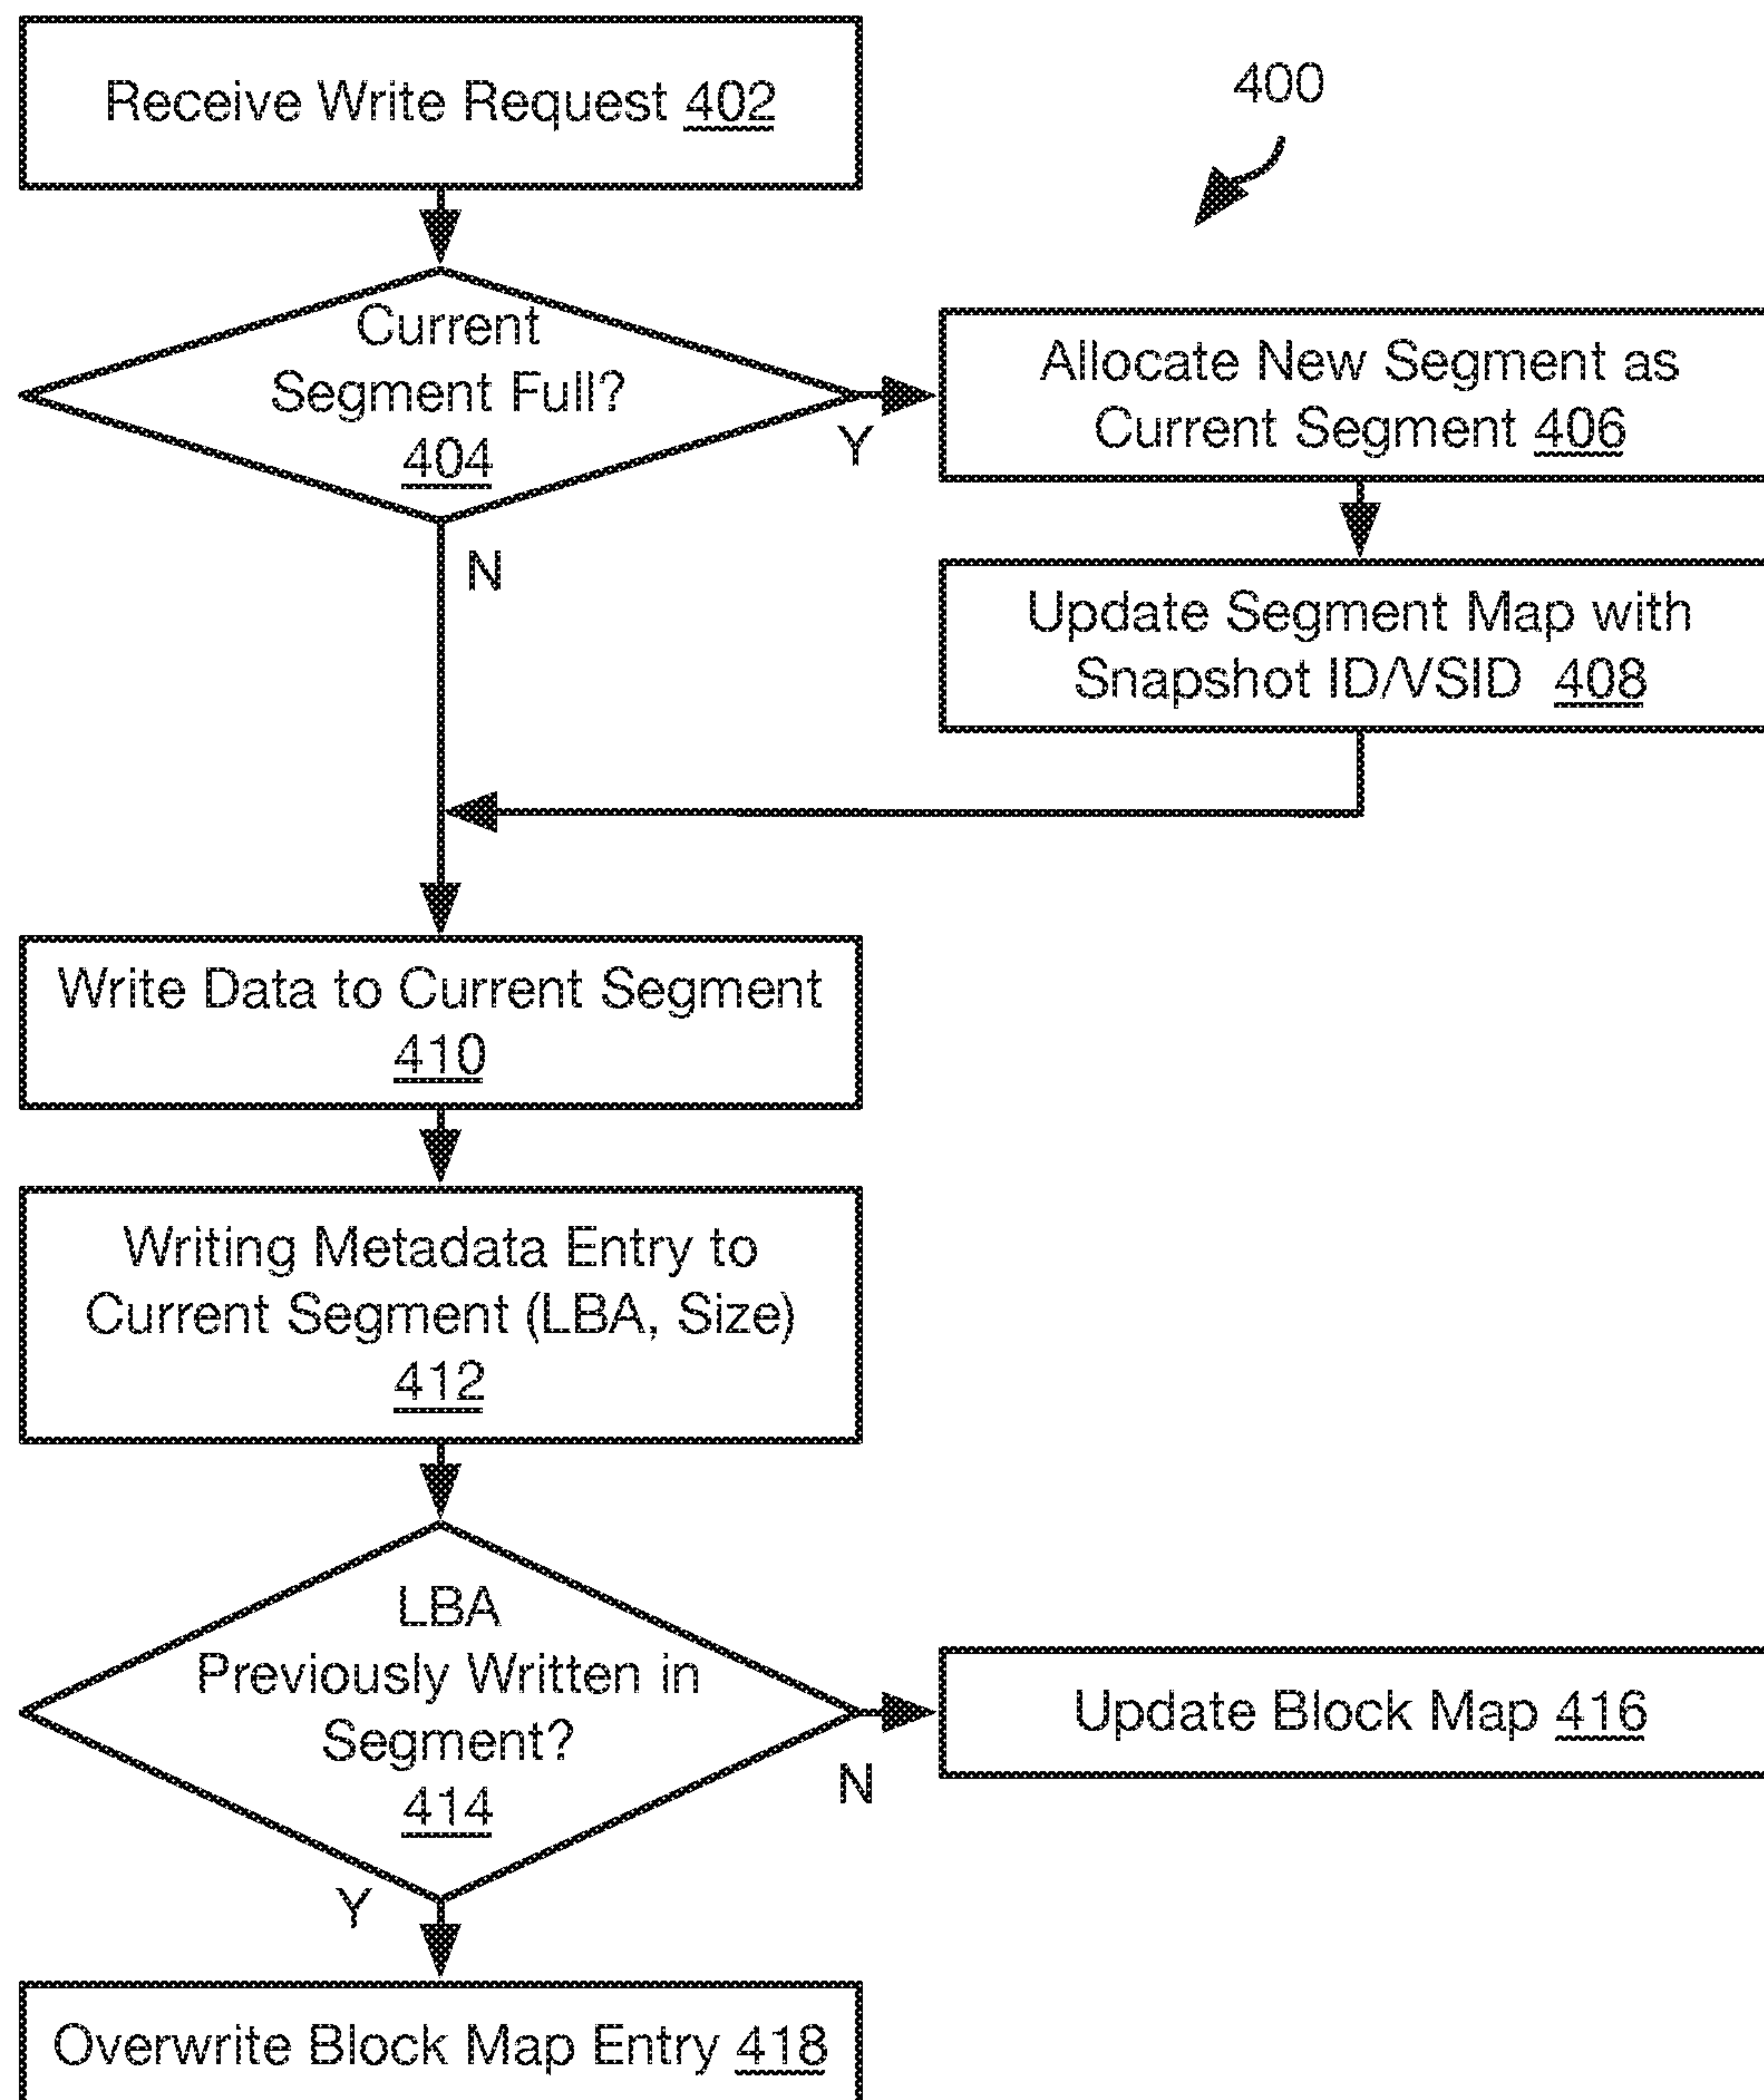 Receive Write Request 402
400
Current
Segment Full?
404
Y
N
Allocate New Segment as
Current Segment 406
Update Segment Map with
Snapshot ID/VSID 408
Write Data to Current Segment
410
Writing Metadata Entry to
Current Segment (LBA, Size)
412
LBA
Previously Written in
Segment?
414
N
Y
Update Block Map 416
Overwrite Block Map Entry 418